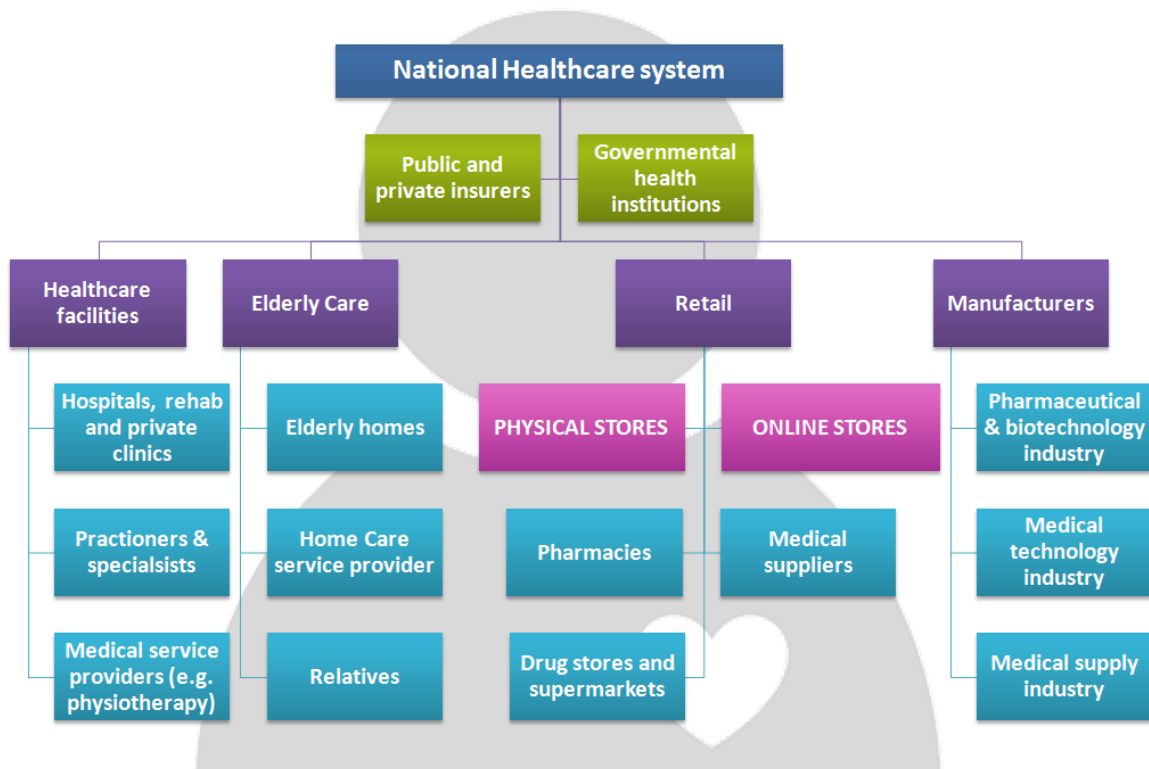 National Healthcare system
Public and
private insurers
Governmental
health
institutions
Healthcare
facilities
Elderly Care
Retail
Manufacturers
Hospitals, rehab
and private
clinics
Elderly homes
PHYSICAL STORES
ONLINE STORES
Pharmaceutical
& biotechnology
industry
Practioners &
specialsists
Home Care
service provider
Pharmacies
Medical
suppliers
Medical
technology
industry
Medical service
providers (e.g.
physiotherapy)
Relatives
Drug stores and
supermarkets
Medical supply
industry